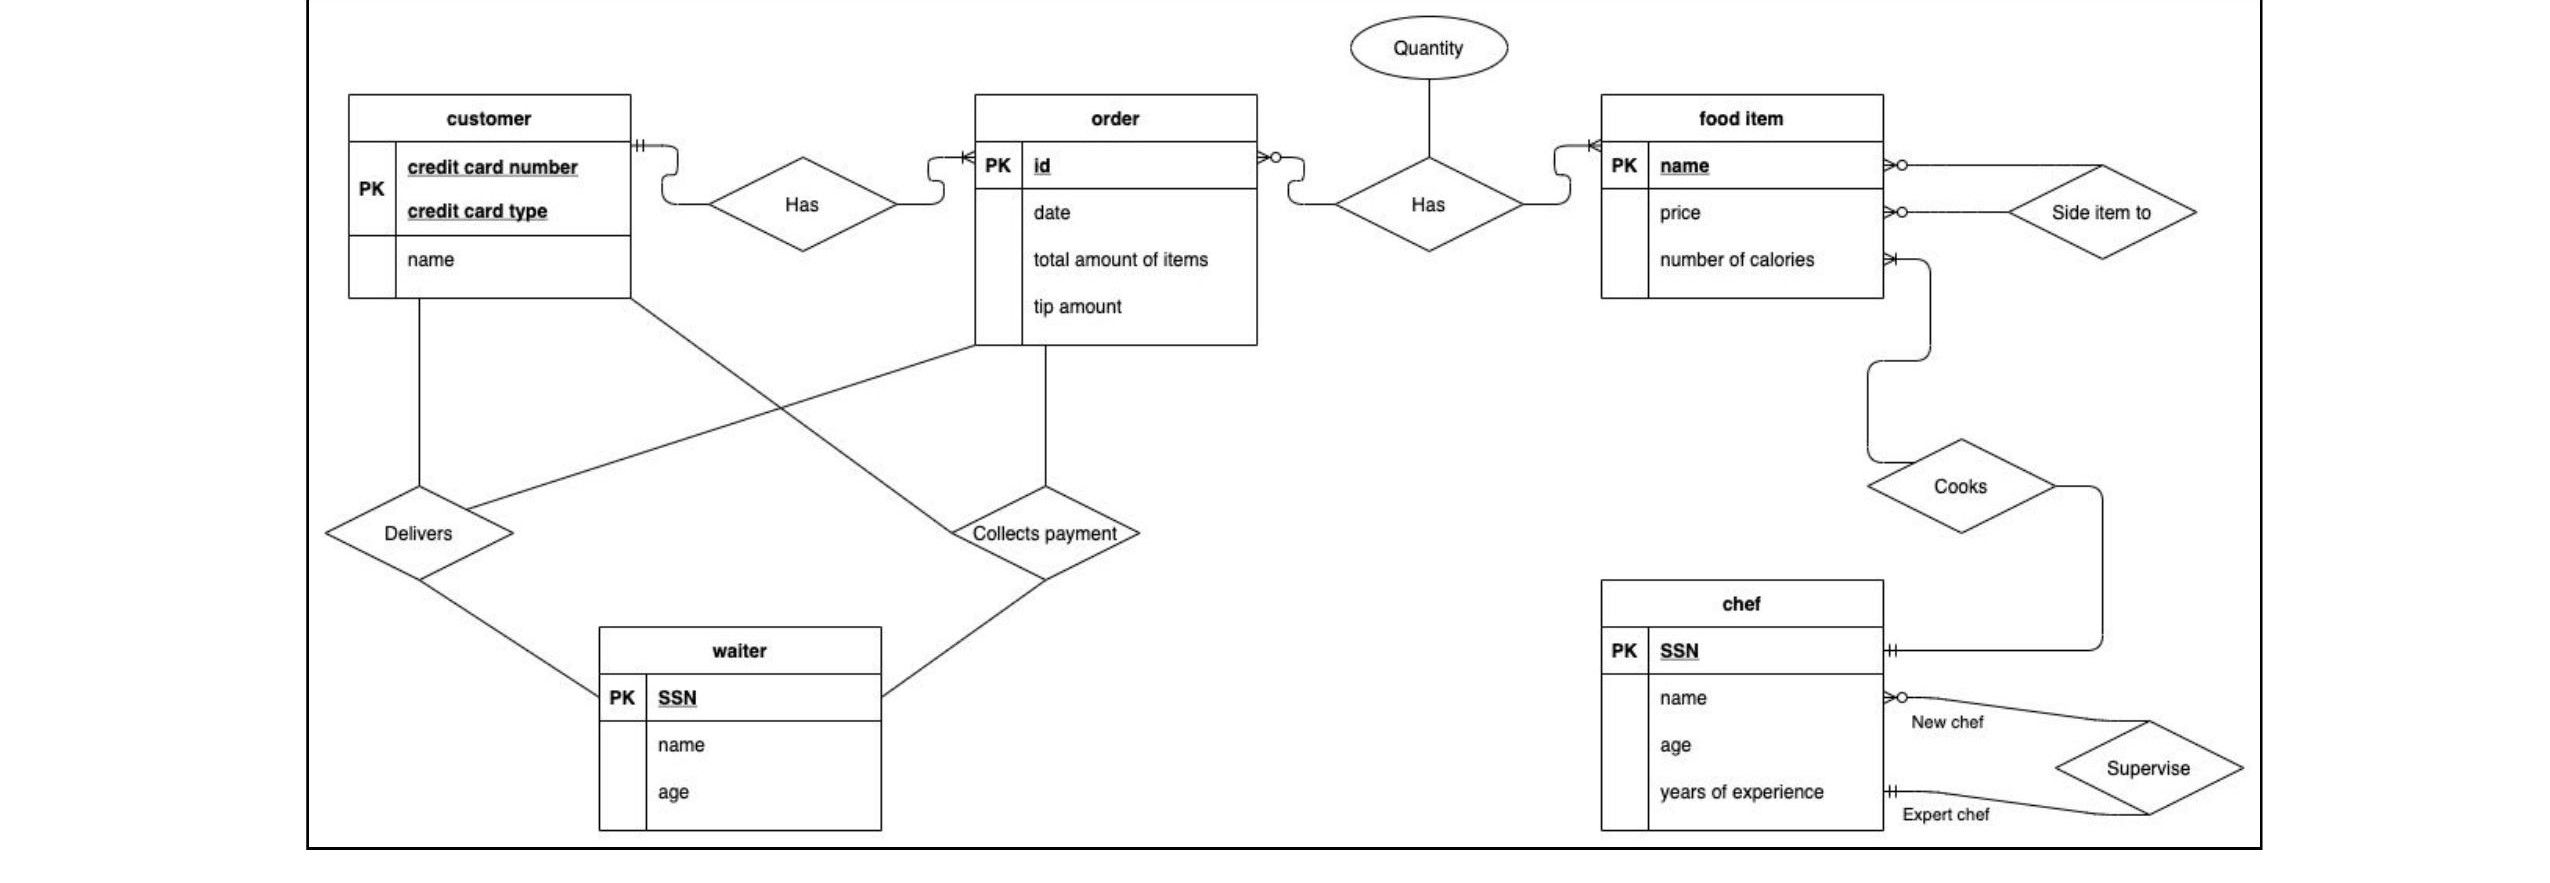 Quantity
customer
PK
credit card number
credit card type
name
Has
order
PK
id
date
total amount of items
tip amount
Has
food item
PK
name
price
number of calories
Side item to
Delivers
Collects payment
Cooks
waiter
PK
SSN
name
age
chef
PK
SSN
name
age
years of experience
New chef
Expert chef
Supervise